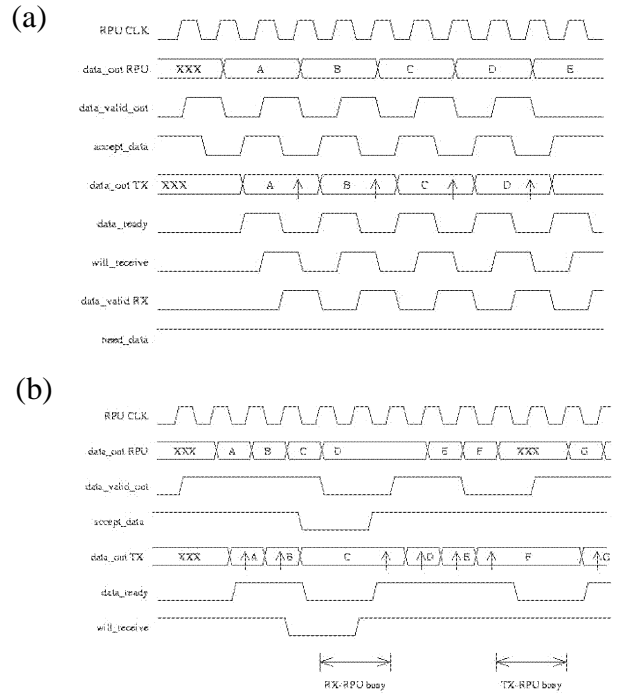 (a)
RPU CLK
data_out RPU XXX A B C D E
data_valid_out
accept_data
data_out TX XXX A B C D
data_ready
will_receive
data_valid RX
need_data
(b)
RPU CLK
data_out RPU XXX A B C D E F XXX G
data_valid_out
accept_data
data_out TX XXX A B C D E F G
data_ready
will_receive
RX-RPU busy TX-RPU busy